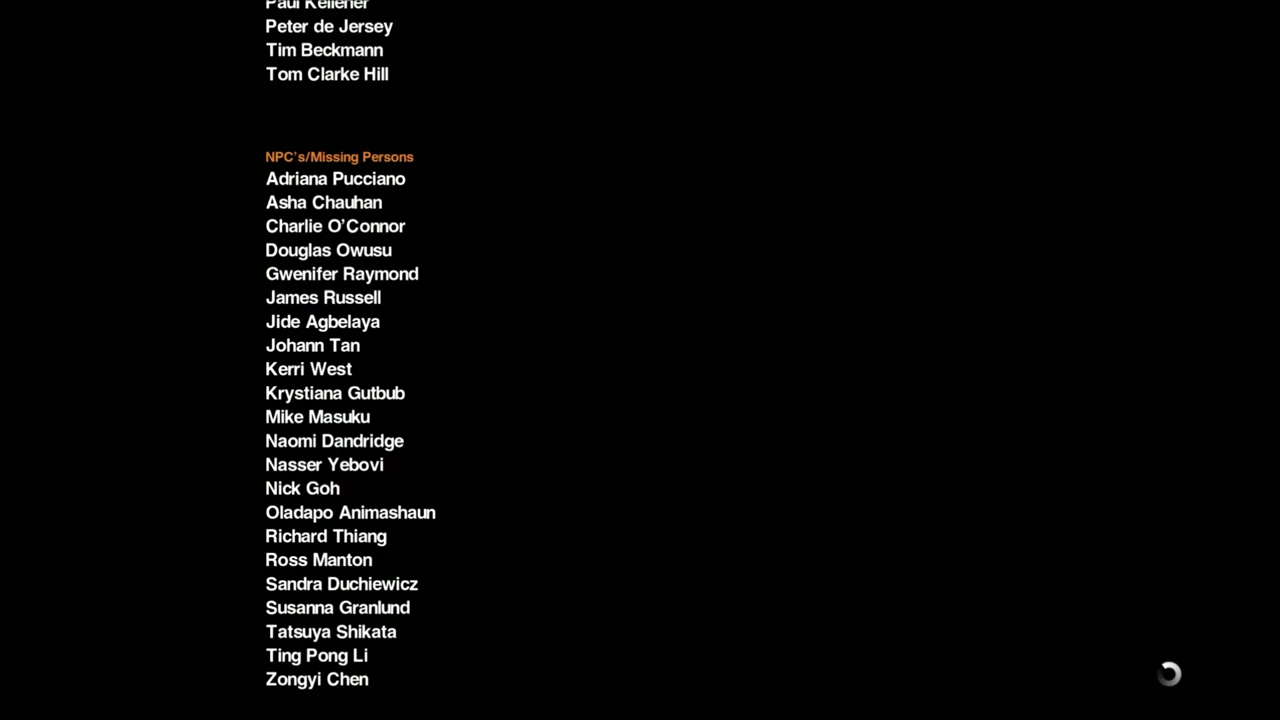 Paul Kellener
Peter de Jersey
Tim Beckmann
Tom Clarke Hill
NPC's/Missing Persons
Adriana Pucciano
Asha Chauhan
Charlie O'Connor
Douglas Owusu
Gwenifer Raymond
James Russell
Jide Agbelaya
Johann Tan
Kerri West
Krystiana Gutbub
Mike Masuku
Naomi Dandridge
Nasser Yebovi
Nick Goh
Oladapo Animashaun
Richard Thiang
Ross Manton
Sandra Duchiewicz
Susanna Granlund
Tatsuya Shikata
Ting Pong Li
Zongyi Chen